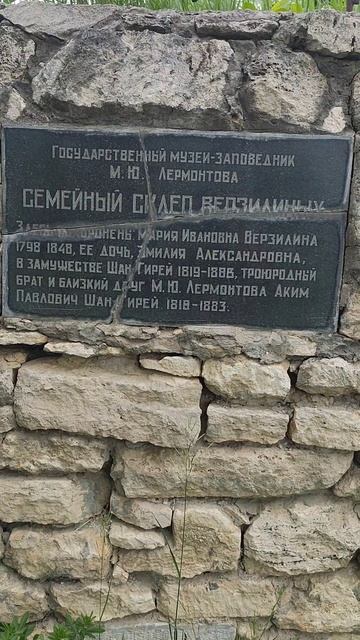 Государственный музей-заповедник
М.Ю. Лермонтова
Семейный склеп Верзилиных
Здесь похоронены Мария Ивановна Верзилина
1798 1848, ее дочь, Эмилия Александровна,
в замужестве Шан Гирей 1819-1886, троюродный
брат и близкий друг М.Ю. Лермонтова Аким
Павлович Шан Гирей 1818-1883.